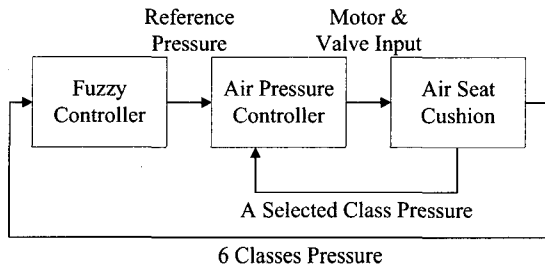 Reference
Pressure
Motor &
Valve Input
Fuzzy
Controller
Air Pressure
Controller
Air Seat
Cushion
A Selected Class Pressure
6 Classes Pressure